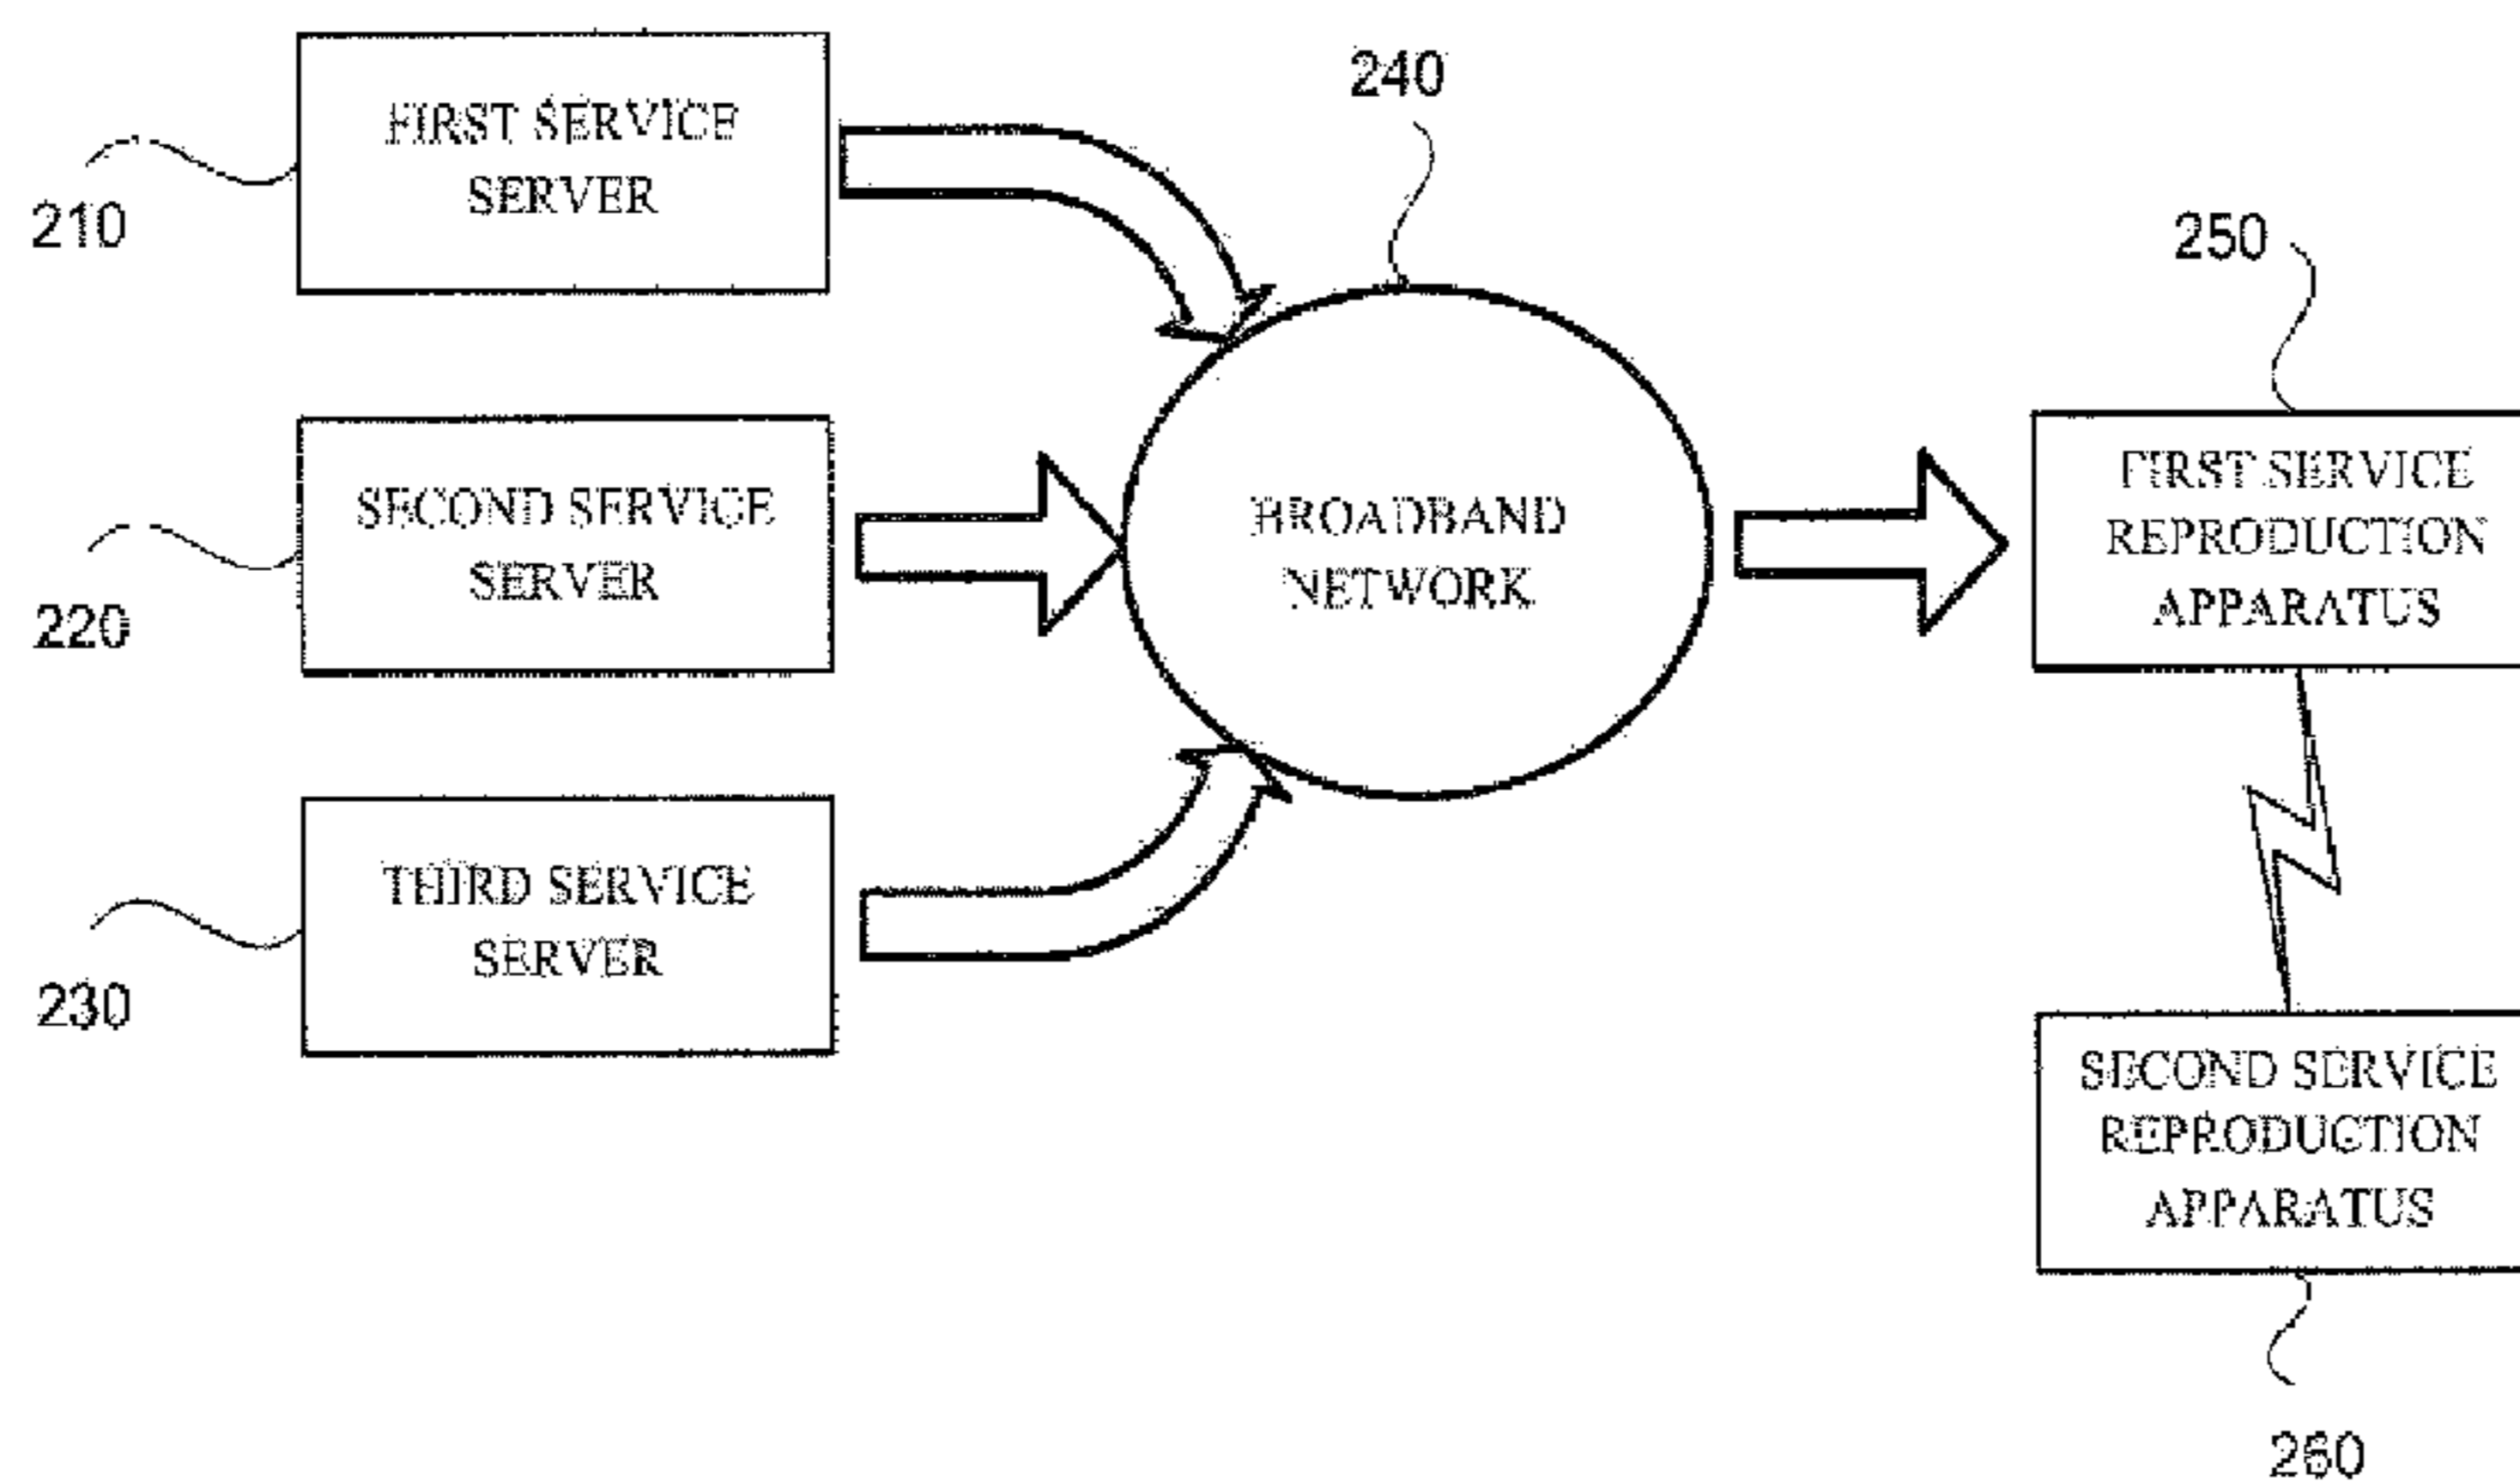 240
FIRST SERVICE
SERVER
210
250
SECOND SERVICE
SERVER
220
BROADBAND
NETWORK
FIRST SERVICE
REPRODUCTION
APPARATUS
THIRD SERVICE
SERVER
230
SECOND SERVICE
REPRODUCTION
APPARATUS
260